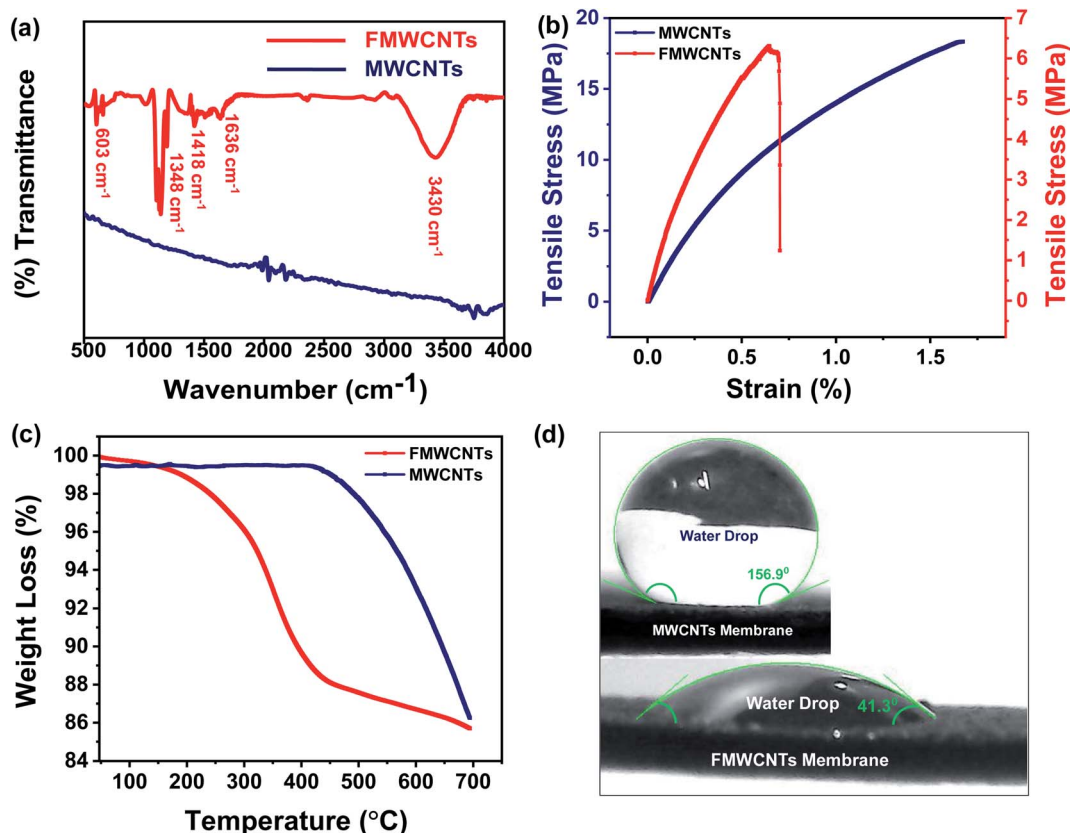 (a)
FMWCNTs
MWCNTs
603 cm-1
1348 cm-1
1418 cm-1
1636 cm-1
3430 cm-1
(%) Transmittance
500 1000 1500 2000 2500 3000 3500 4000
Wavenumber (cm-1)
(b)
MWCNTs
FMWCNTs
20
15
10
5
0
Tensile Stress (MPa)
7
6
5
4
3
2
1
0
Tensile Stress (MPa)
0.0 0.5 1.0 1.5
Strain (%)
(c)
FMWCNTs
MWCNTs
100
99
96
94
92
90
88
86
84
Weight Loss (%)
100 200 300 400 500 600 700
Temperature (°C)
(d)
Water Drop
156.9⁰
MWCNTs Membrane
Water Drop
41.3⁰
FMWCNTs Membrane